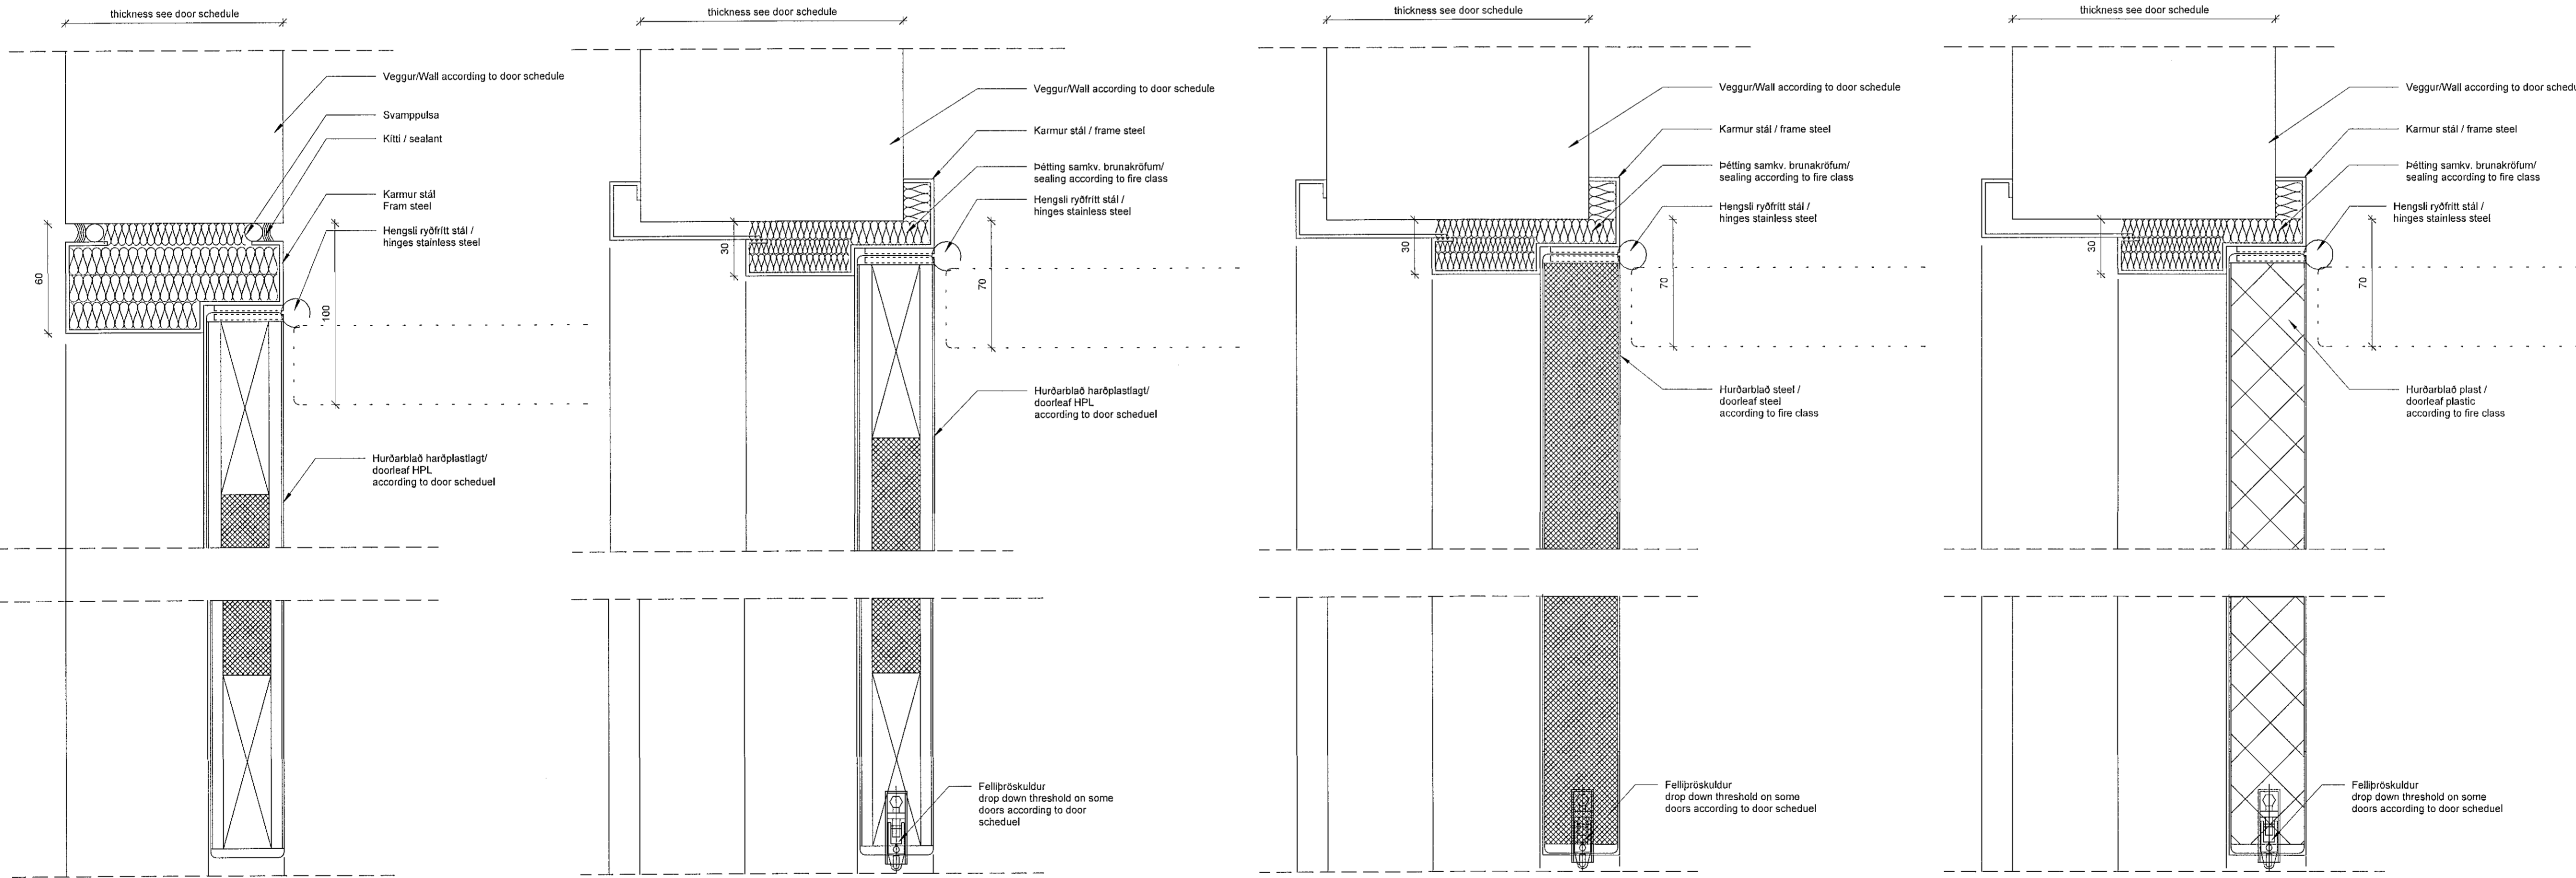 thickness see door schedule
Veggur/Wall according to door schedule
Svamppulsa
Kítti / sealant
Karmur stál
Fram steel
Hengsli ryðfrítt stál /
hinges stainless steel
60
100
Hurðarblað harðplastlagt/
doorleaf HPL
according to door scheduel
thickness see door schedule
Veggur/Wall according to door schedule
Karmur stál / frame steel
Þétting samkv. brunakröfum/
sealing according to fire class
Hengsli ryðfrítt stál /
hinges stainless steel
30
70
Hurðarblað harðplastlagt/
doorleaf HPL
according to door scheduel
Felliþröskuldur
drop down threshold on some
doors according to door
scheduel
thickness see door schedule
Veggur/Wall according to door schedule
Karmur stál / frame steel
Þétting samkv. brunakröfum/
sealing according to fire class
Hengsli ryðfrítt stál /
hinges stainless steel
30
70
Hurðarblað steel /
doorleaf steel
according to fire class
Felliþröskuldur
drop down threshold on some
doors according to door scheduel
thickness see door schedule
Veggur/Wall according to door schedu
Karmur stál / frame steel
Þétting samkv. brunakröfum/
sealing according to fire class
Hengsli ryðfrítt stál /
hinges stainless steel
30
70
Hurðarblað plast /
doorleaf plastic
according to fire class
Felliþröskuldur
drop down threshold on some
doors according to door scheduel